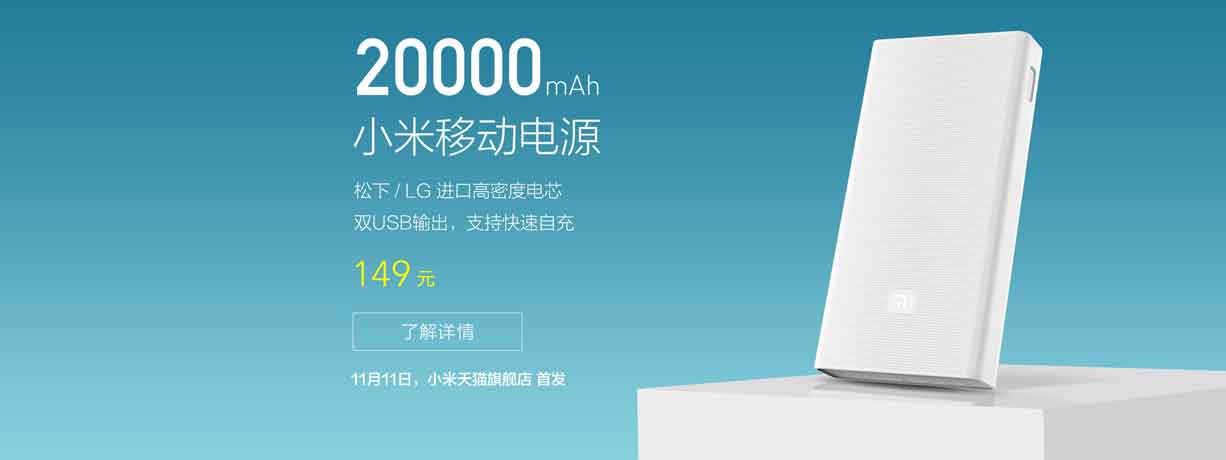 20000mAh
小米移动电源
松下 / LG 进口高密度电芯
双USB输出，支持快速自充
149 元
了解详情
11月11日，小米天猫旗舰店 首发